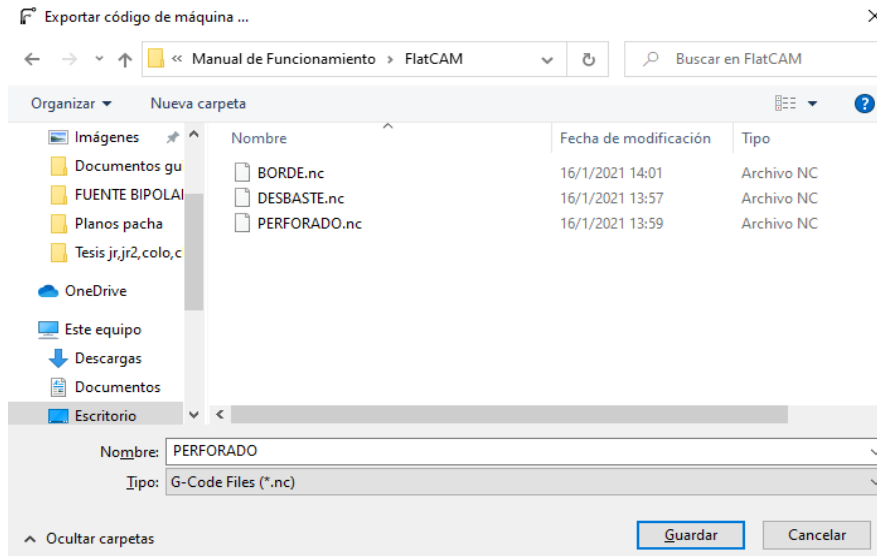 Exportar código de máquina ...
« Manual de Funcionamiento › FlatCAM
Buscar en FlatCAM
Organizar
Nueva carpeta
Imágenes
Documentos gu
FUENTE BIPOLA
Planos pacha
Tesis jr,jr2,colo,c
OneDrive
Este equipo
Descargas
Documentos
Escritorio
Nombre Fecha de modificación Tipo
BORDE.nc 16/1/2021 14:01 Archivo NC
DESBASTE.nc 16/1/2021 13:57 Archivo NC
PERFORADO.nc 16/1/2021 13:59 Archivo NC
Nombre: PERFORADO
Tipo: G-Code Files (*.nc)
Ocultar carpetas
Guardar
Cancelar